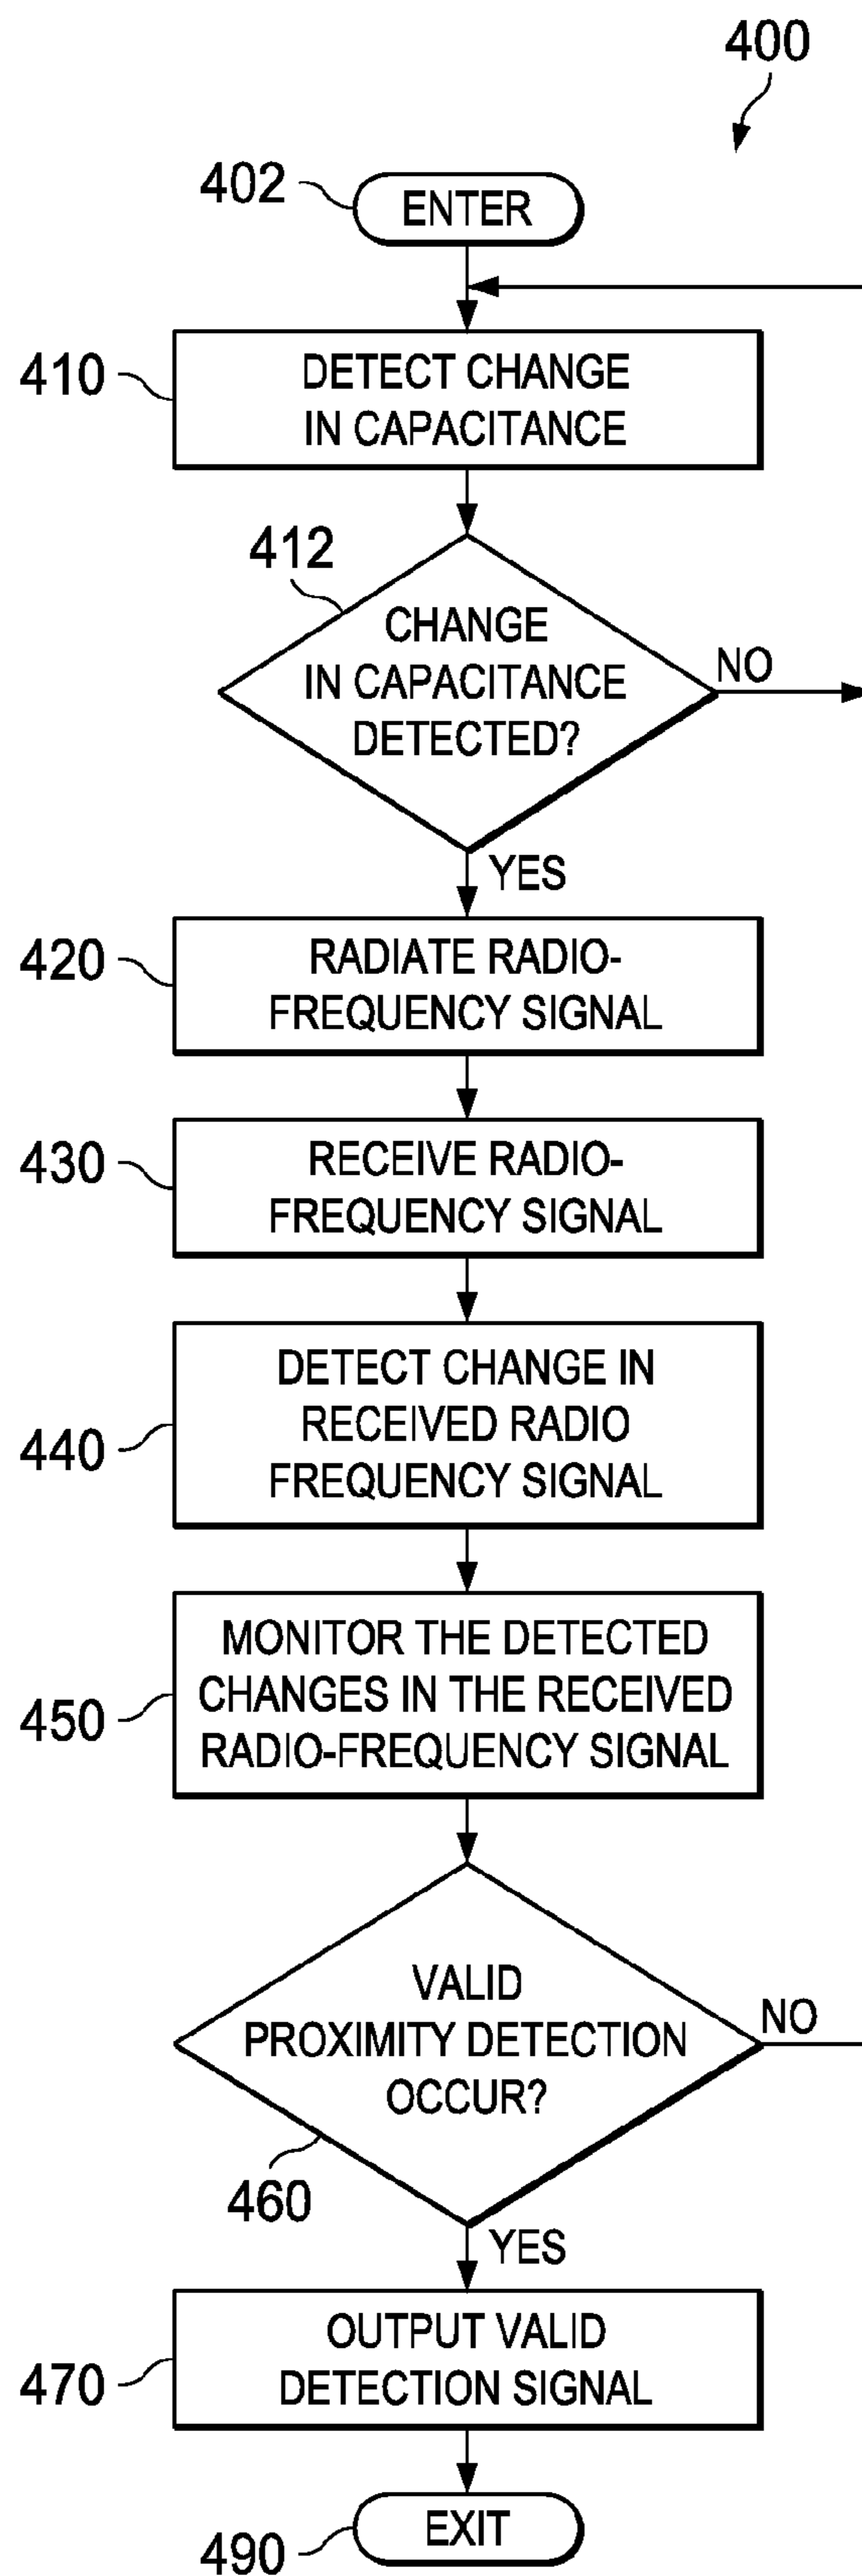 400
402
ENTER
410
DETECT CHANGE
IN CAPACITANCE
412
CHANGE
IN CAPACITANCE
DETECTED?
NO
YES
420
RADIATE RADIO-
FREQUENCY SIGNAL
430
RECEIVE RADIO-
FREQUENCY SIGNAL
440
DETECT CHANGE IN
RECEIVED RADIO
FREQUENCY SIGNAL
450
MONITOR THE DETECTED
CHANGES IN THE RECEIVED
RADIO-FREQUENCY SIGNAL
VALID
PROXIMITY DETECTION
OCCUR?
NO
460
YES
470
OUTPUT VALID
DETECTION SIGNAL
490
EXIT